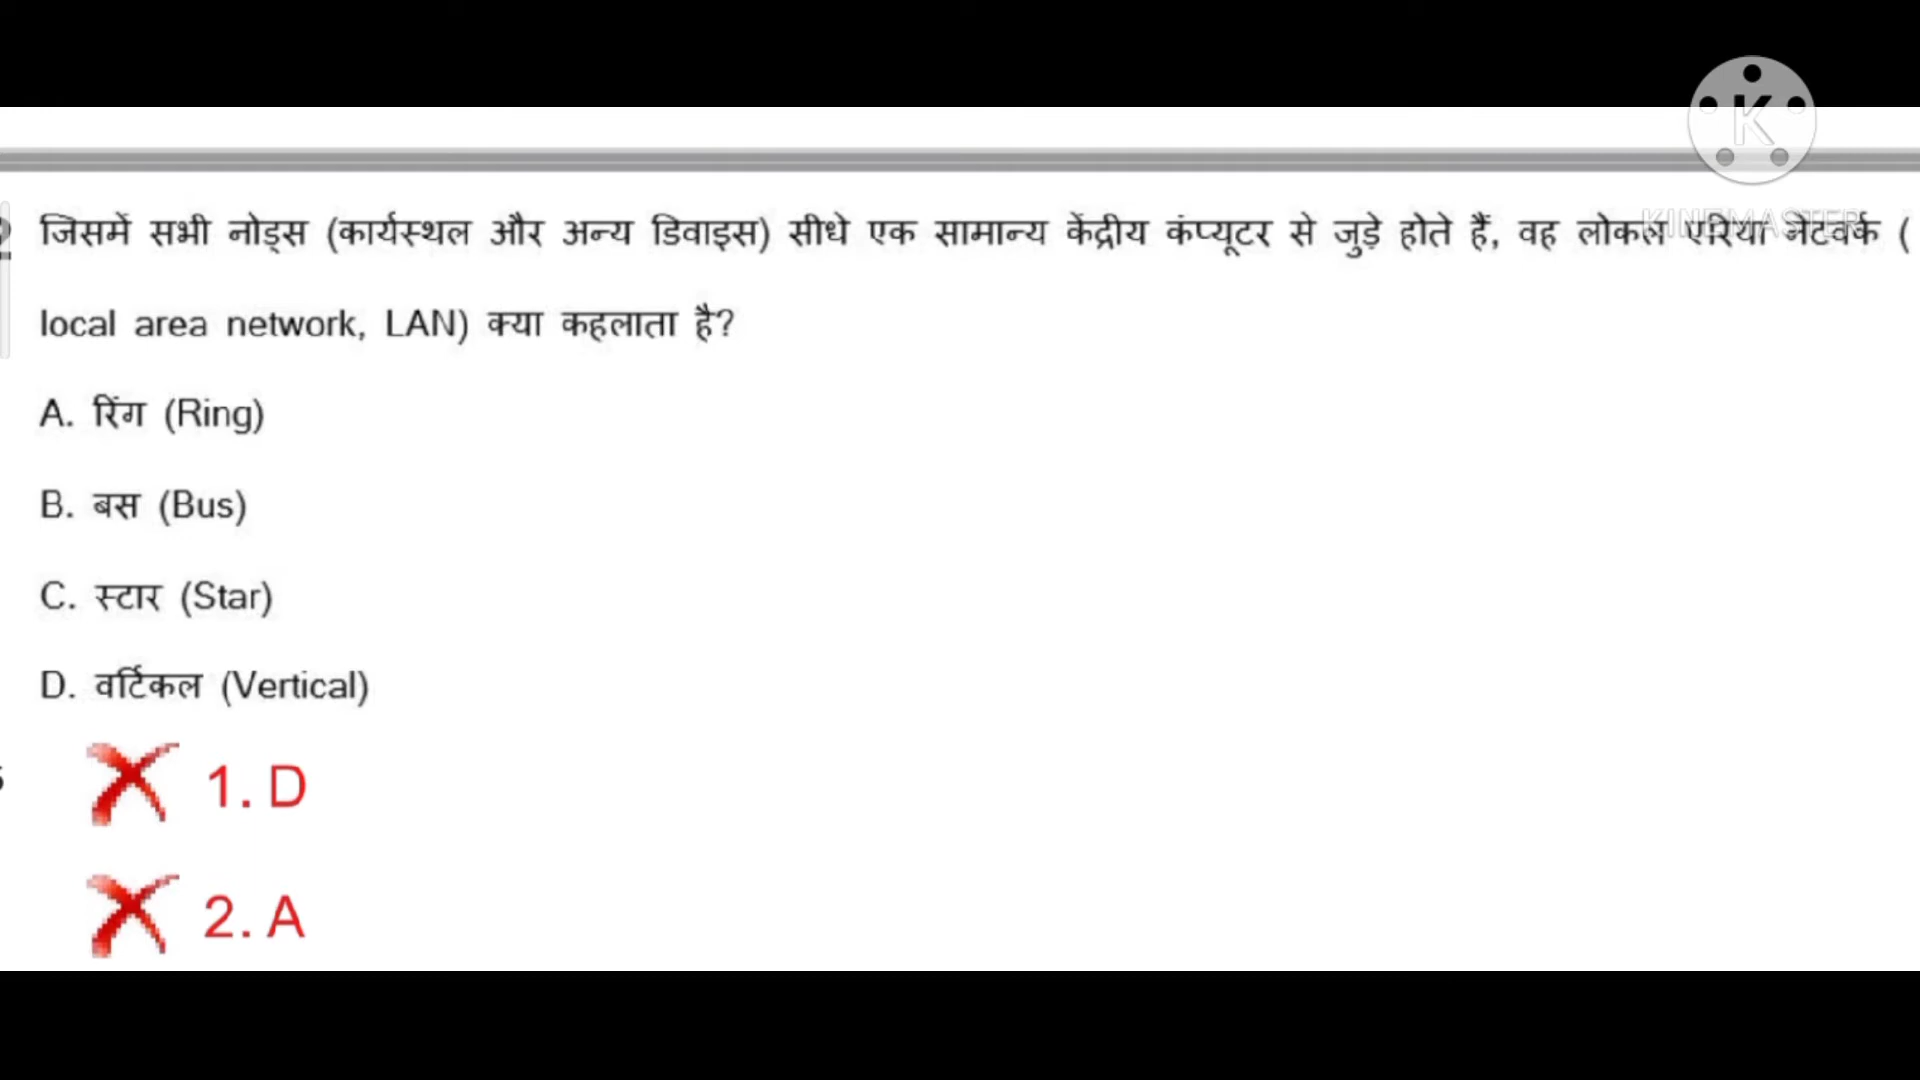 K
KINEMASTER
जिसमें सभी नोड्स (कार्यस्थल और अन्य डिवाइस) सीधे एक सामान्य केंद्रीय कंप्यूटर से जुड़े होते हैं, वह लोकल एरिया नेटवर्क (
local area network, LAN) क्या कहलाता है?
A. रिंग (Ring)
B. बस (Bus)
C. स्टार (Star)
D. वर्टिकल (Vertical)
1. D
2. A